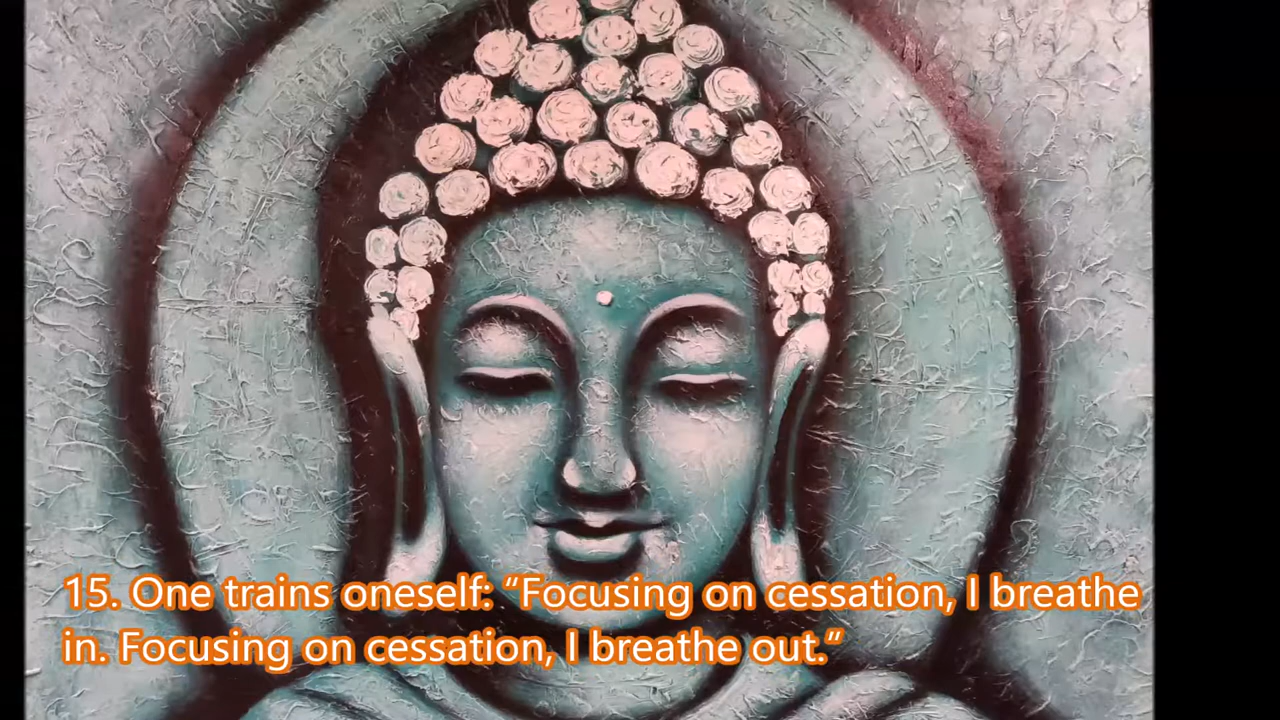 15. One trains oneself: “Focusing on cessation, I breathe
in. Focusing on cessation, I breathe out.”